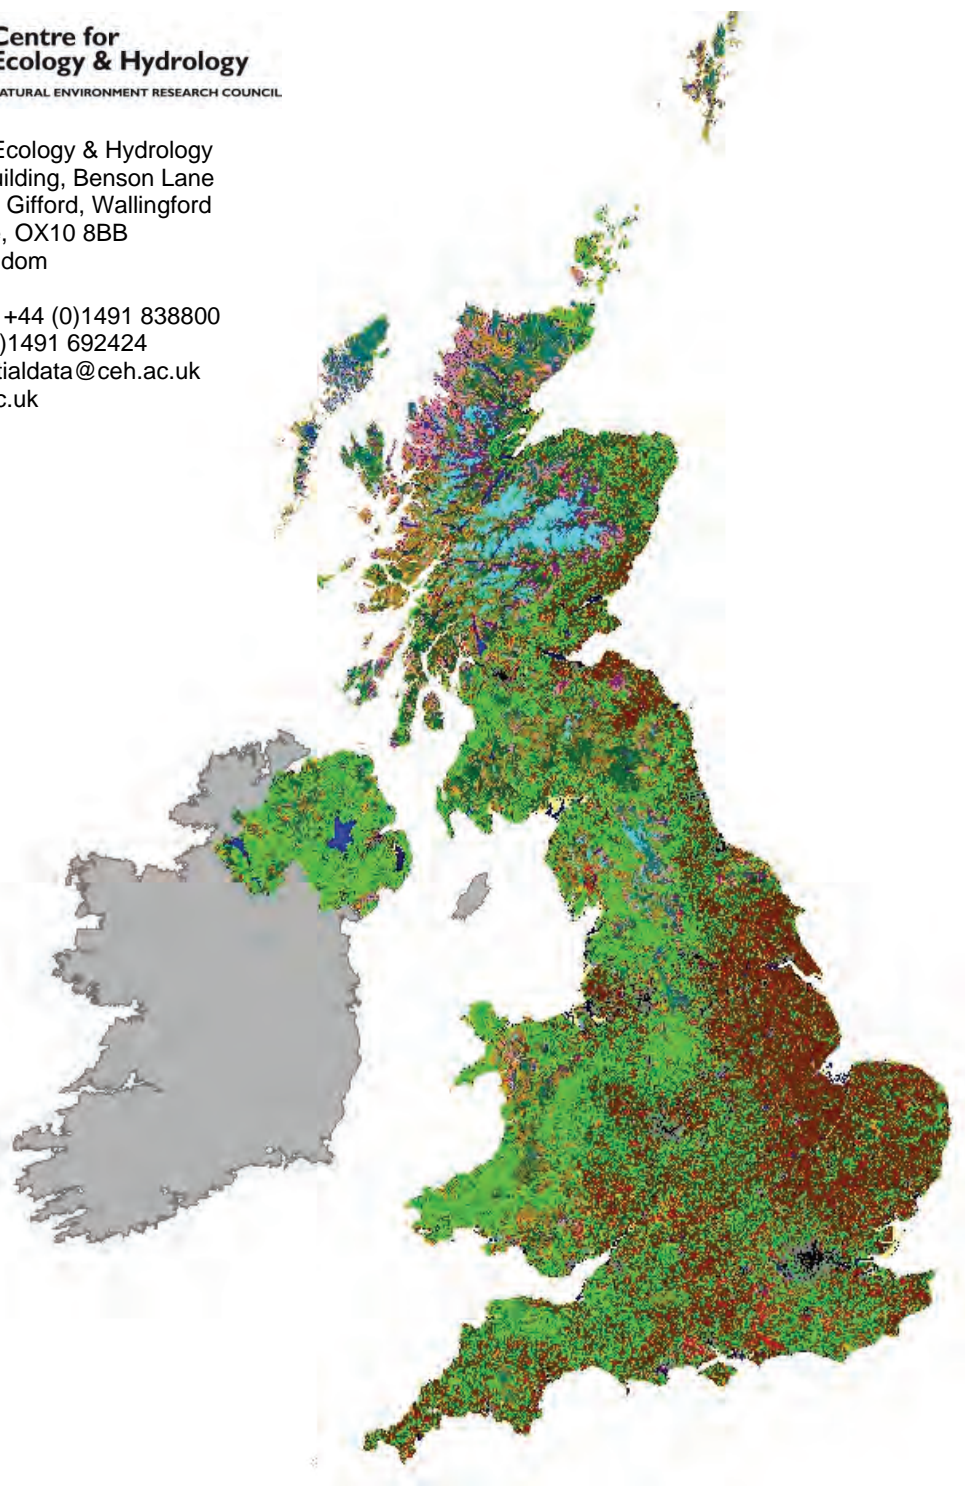 Centre for
Ecology & Hydrology
NATURAL ENVIRONMENT RESEARCH COUNCIL
Ecology & Hydrology
uilding, Benson Lane
Gifford, Wallingford
, OX10 8BB
dom
+44 (0)1491 838800
)1491 692424
tialdata@ceh.ac.uk
c.uk